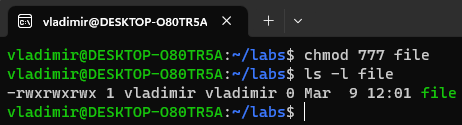 vladimir@DESKTOP-O80TR5A
vladimir@DESKTOP-O80TR5A:~/labs$ chmod 777 file
vladimir@DESKTOP-O80TR5A:~/labs$ ls -l file
-rwxrwxrwx 1 vladimir vladimir 0 Mar  9 12:01 file
vladimir@DESKTOP-O80TR5A:~/labs$